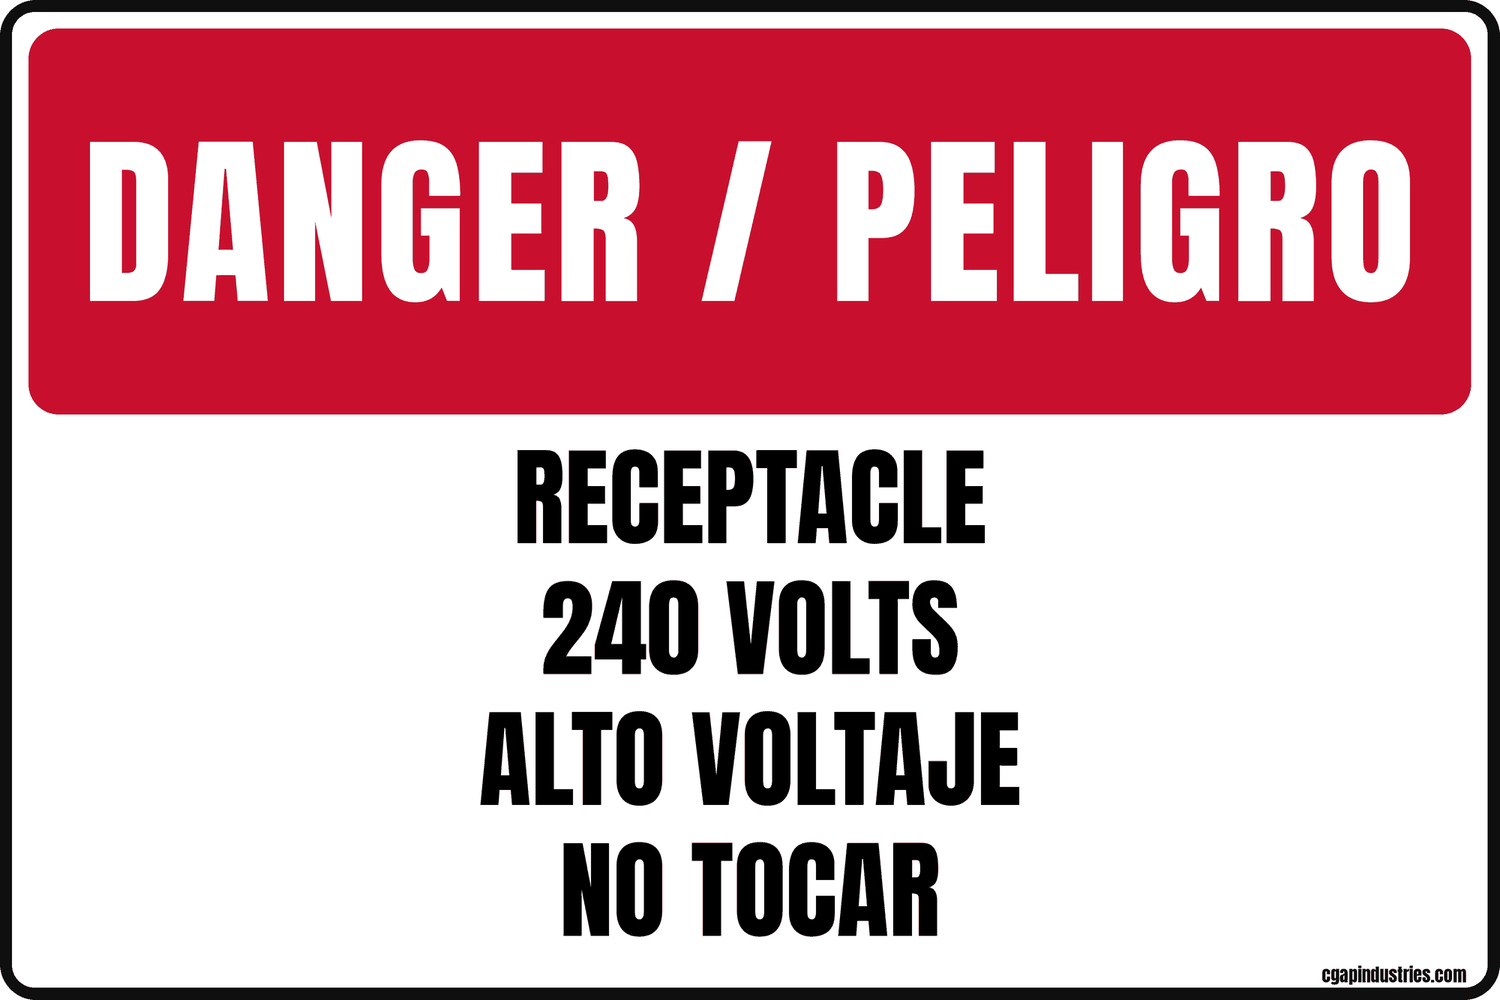 DANGER / PELIGRO
RECEPTACLE
240 VOLTS
ALTO VOLTAJE
NO TOCAR
cgapindustries.com